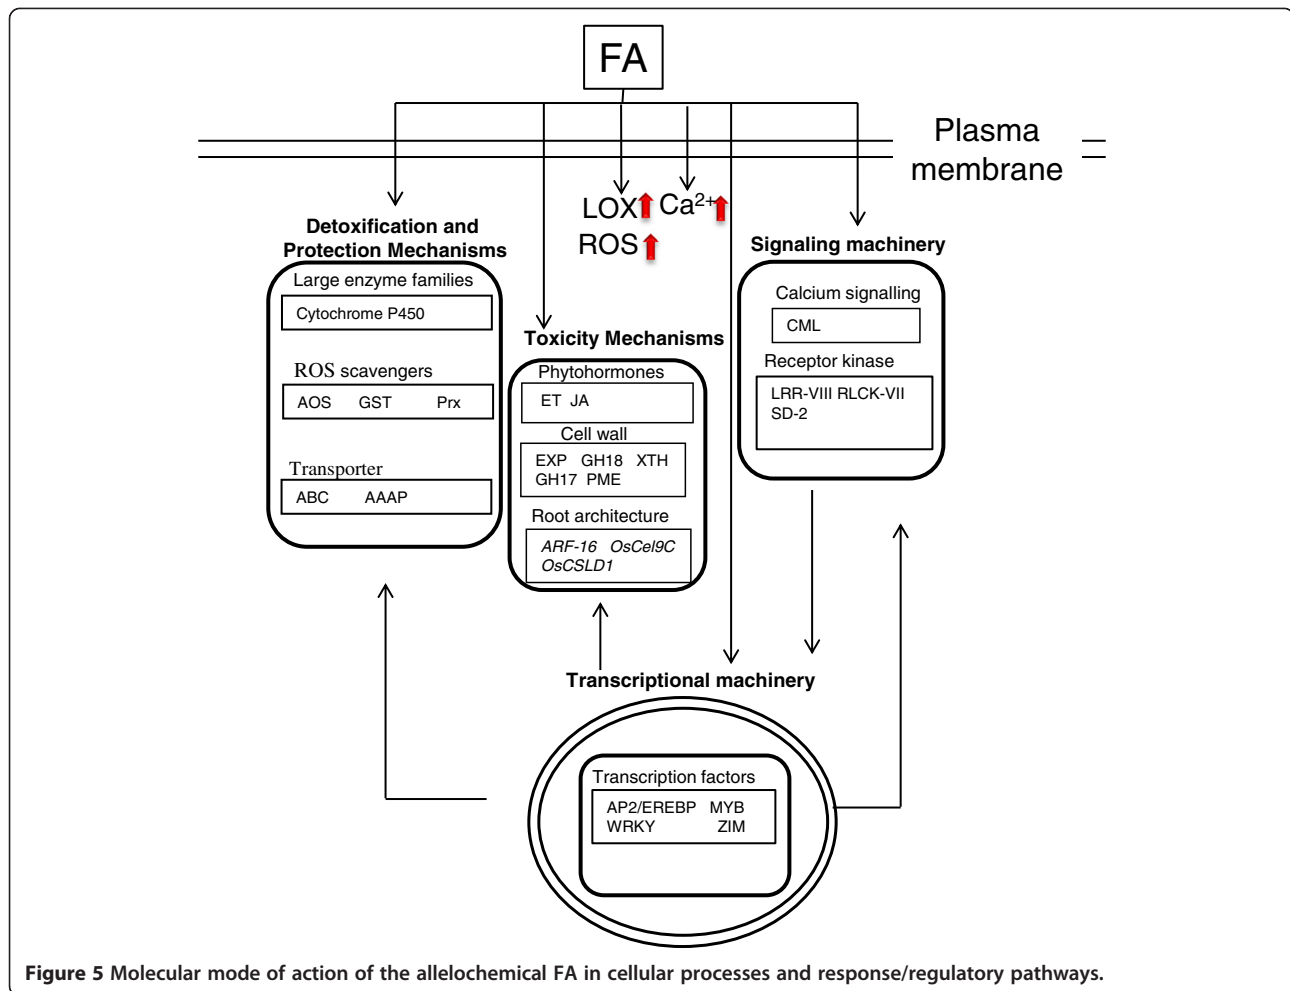 FA
Plasma
membrane
LOX Ca2+
ROS
Detoxification and
Protection Mechanisms
Large enzyme families
Cytochrome P450
ROS scavengers
AOS GST Prx
Transporter
ABC AAAP
Toxicity Mechanisms
Phytohormones
ET JA
Cell wall
EXP GH18 XTH
GH17 PME
Root architecture
ARF-16 OsCel9C
OsCSLD1
Signaling machinery
Calcium signalling
CML
Receptor kinase
LRR-VIII RLCK-VII
SD-2
Transcriptional machinery
Transcription factors
AP2/EREBP MYB
WRKY ZIM
Figure 5 Molecular mode of action of the allelochemical FA in cellular processes and response/regulatory pathways.